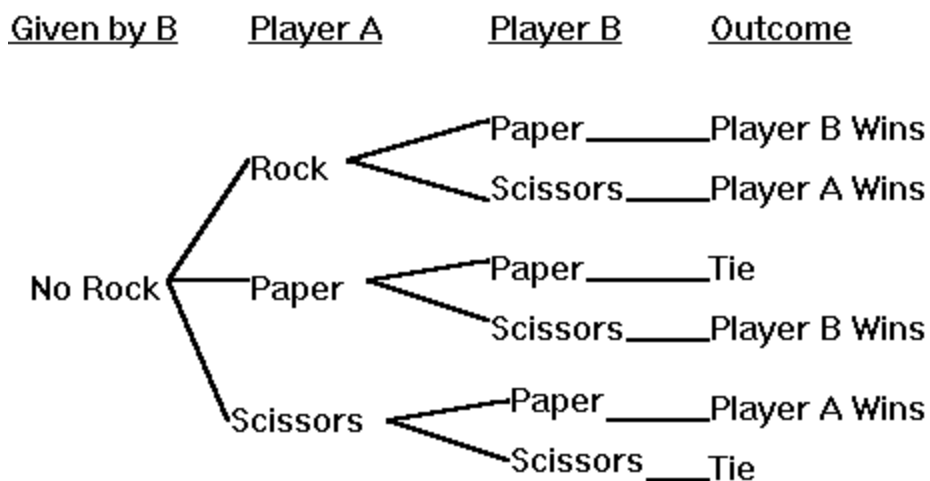 Given by B Player A Player B Outcome
Paper Player B Wins
Rock
Scissors Player A Wins
Paper Tie
No Rock Paper
Scissors Player B Wins
Paper Player A Wins
Scissors
Scissors Tie